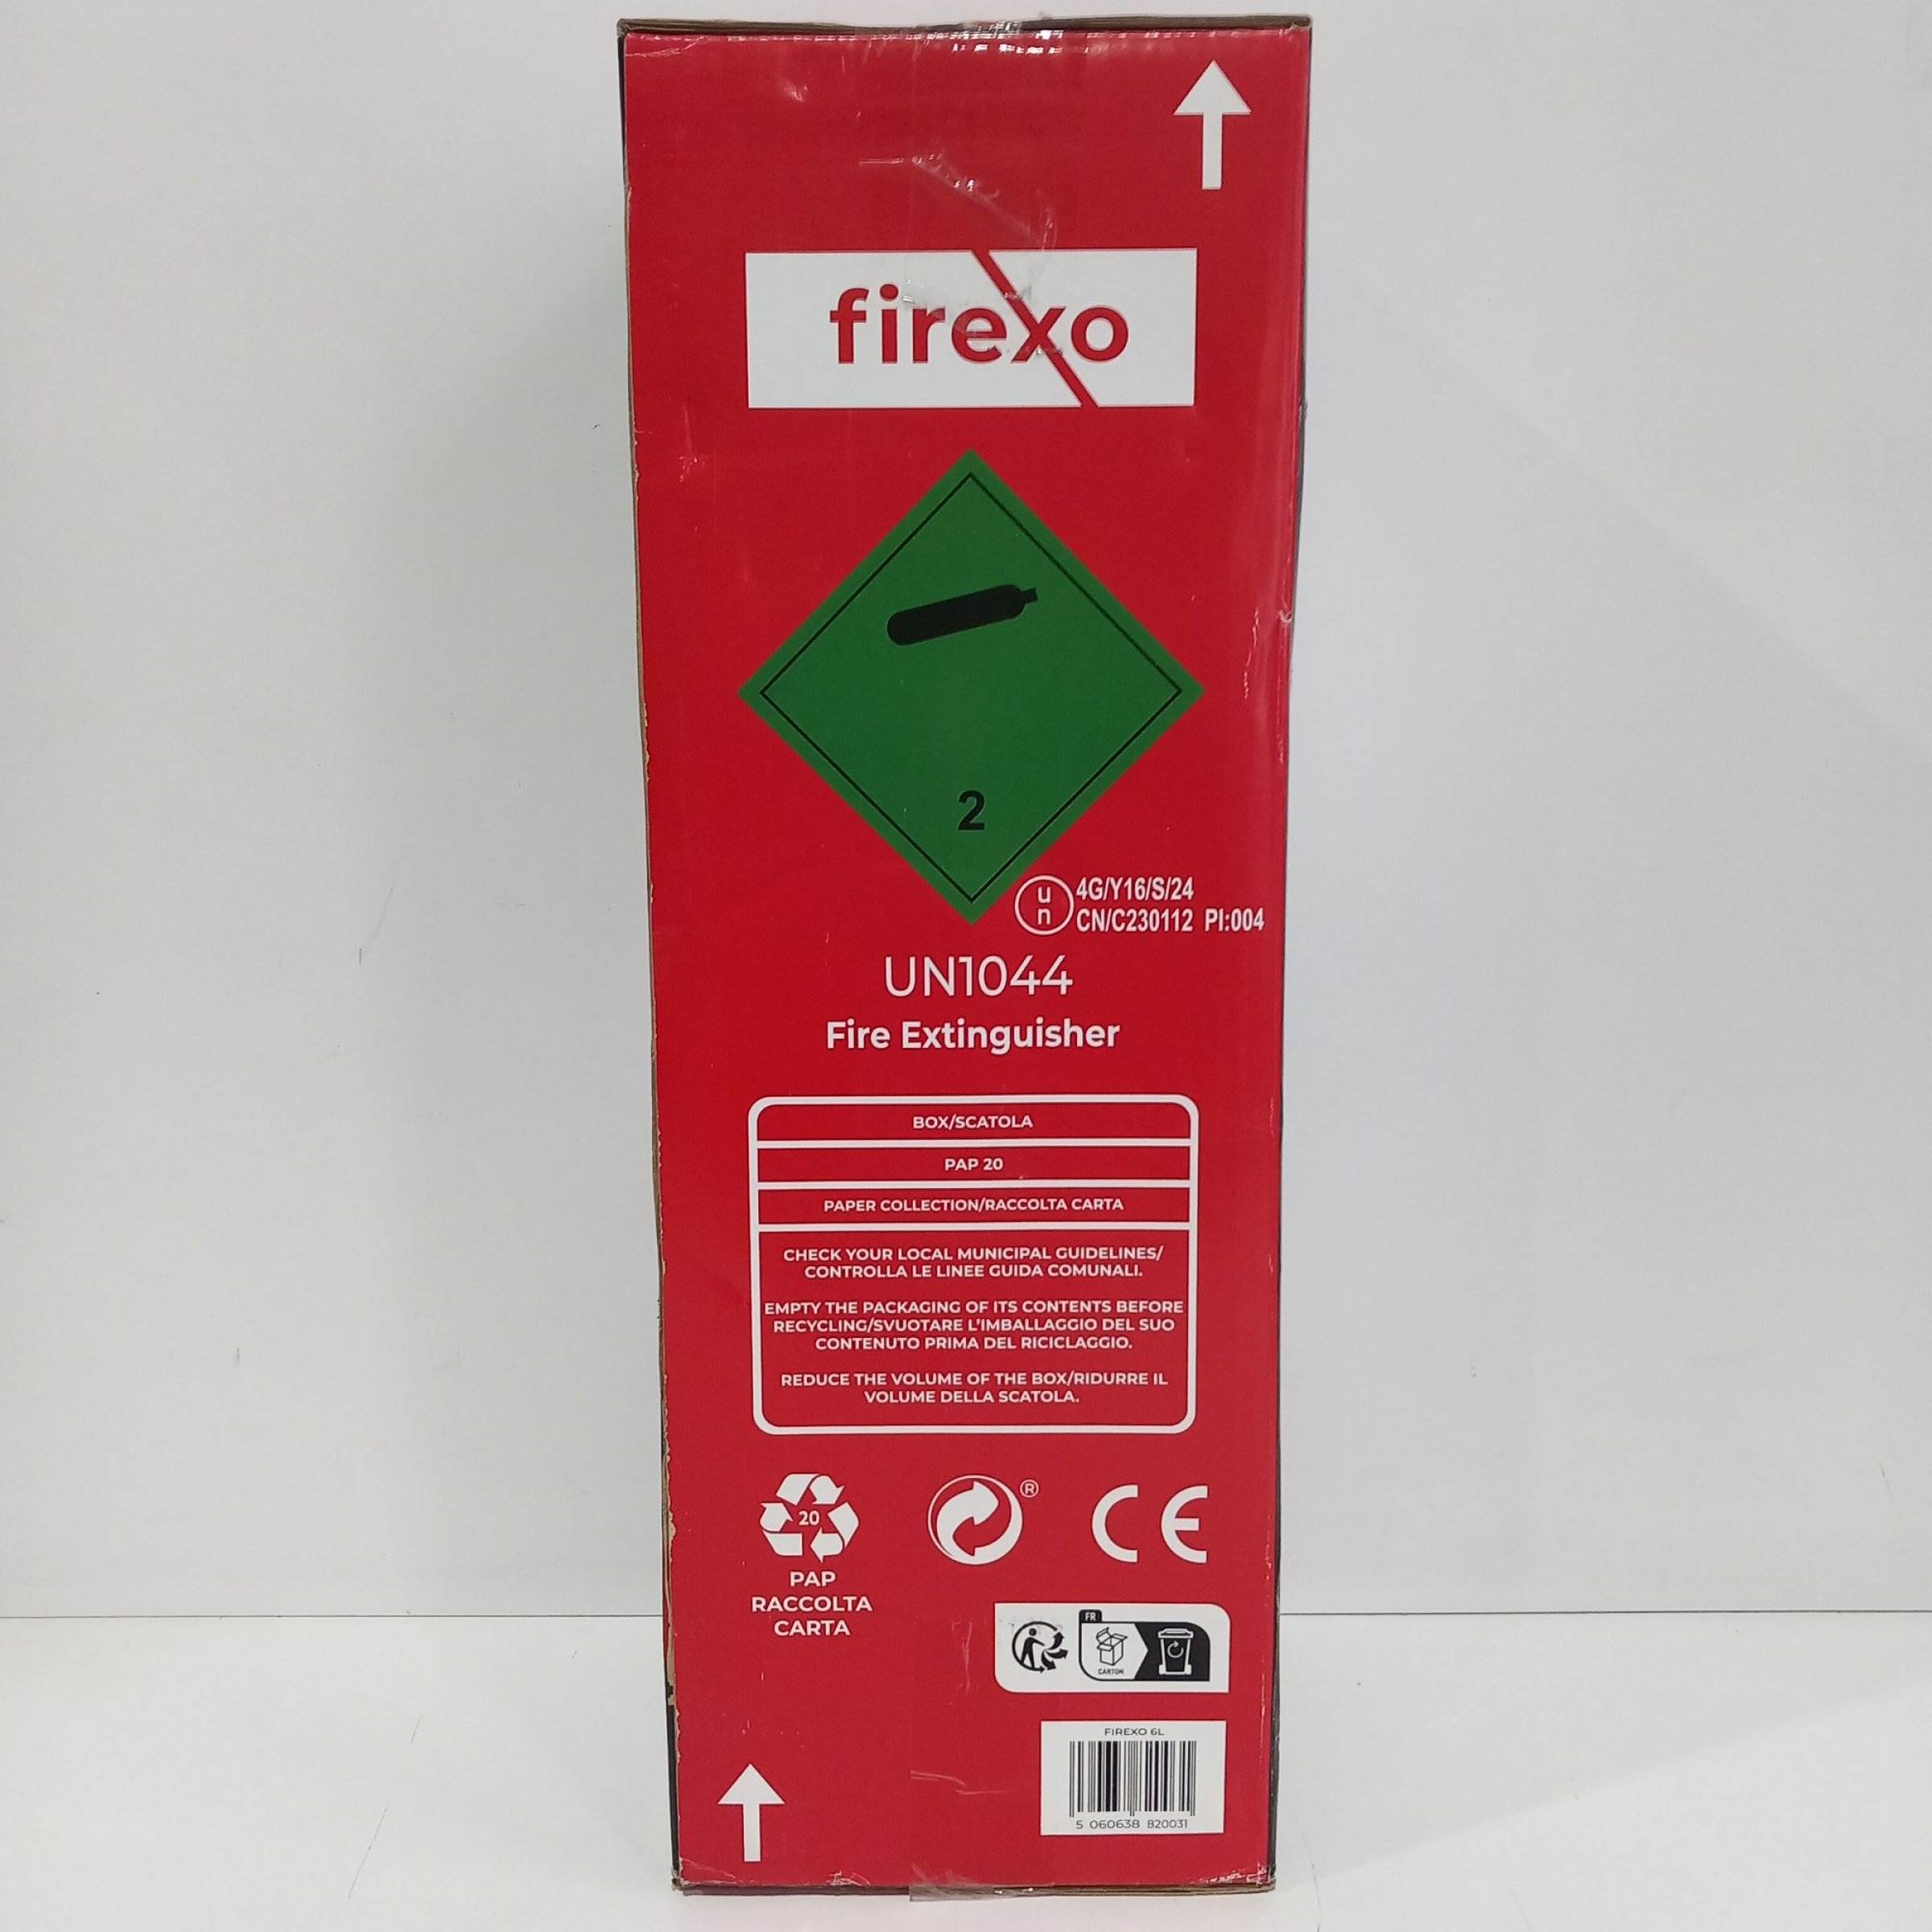 firexo
2
un
4G/Y16/S/24
CN/C230112 PI:004
UN1044
Fire Extinguisher
BOX/SCATOLA
PAP 20
PAPER COLLECTION/RACCOLTA CARTA
CHECK YOUR LOCAL MUNICIPAL GUIDELINES/
CONTROLLA LE LINEE GUIDA COMUNALI.
EMPTY THE PACKAGING OF ITS CONTENTS BEFORE
RECYCLING/SVUOTARE L'IMBALLAGGIO DEL SUO
CONTENUTO PRIMA DEL RICICLAGGIO.
REDUCE THE VOLUME OF THE BOX/RIDURRE IL
VOLUME DELLA SCATOLA.
20
PAP
RACCOLTA
CARTA
®
CE
FR
CARTON
FIREXO 6L
5 060638 820031